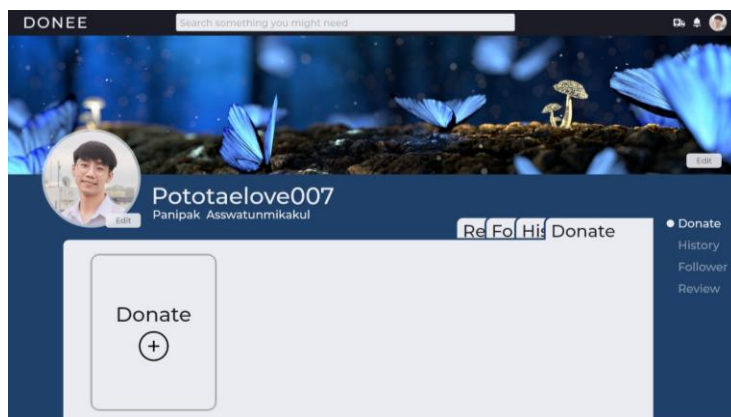 DONEE
Search something you might need
Edit
Edit
Pototaelove007
Panipak Asswatunmikakul
Re Fo His Donate
Donate
History
Follower
Review
Donate
+